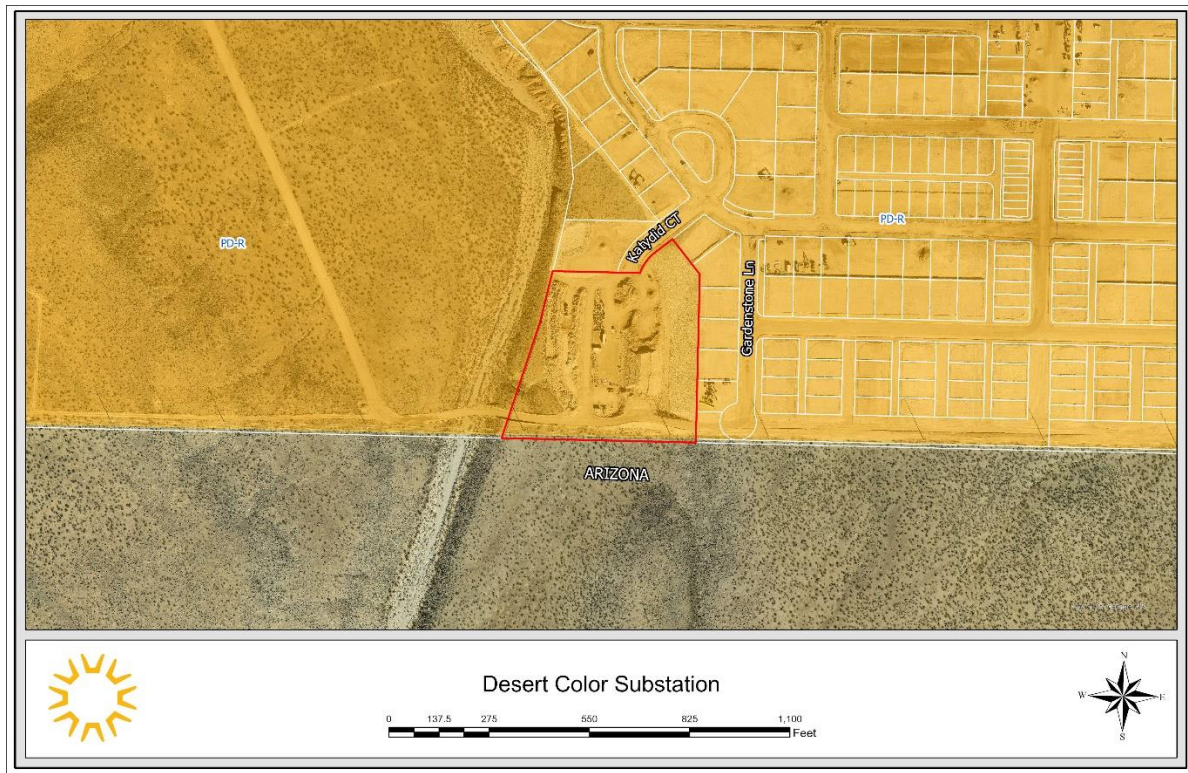 PD-R
PD-R
Katydid CT
Gardenstone Ln
ARIZONA
Desert Color Substation
0 137.5 275 550 825 1,100
Feet
N
W E
S